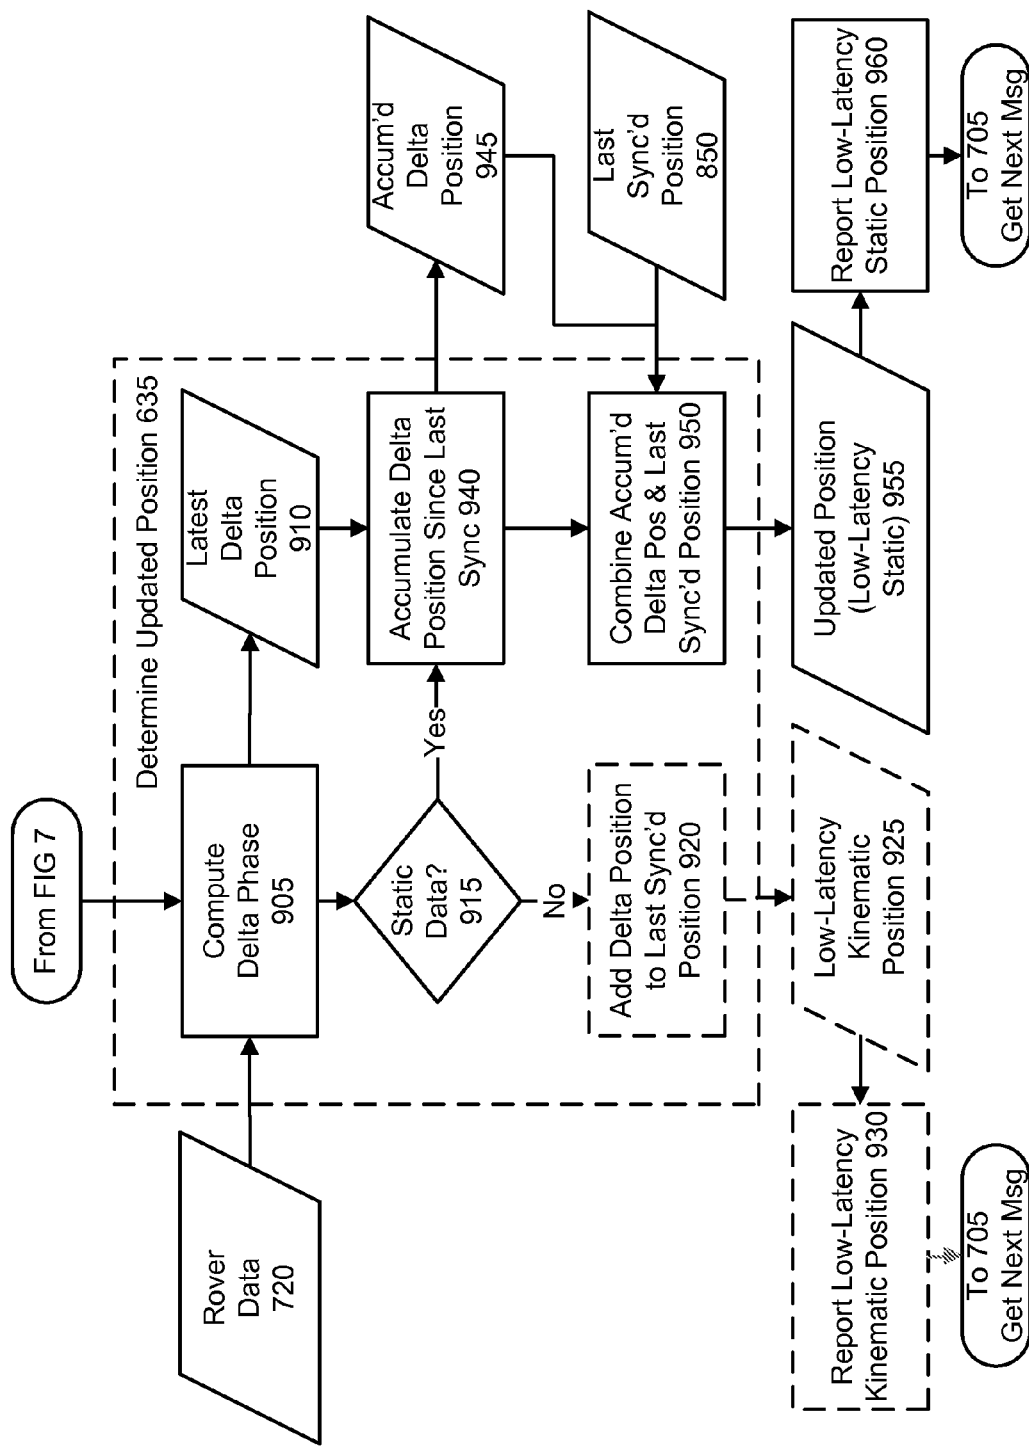 From FIG 7
Determine Updated Position 635
Rover
Data
720
Compute
Delta Phase
905
Latest
Delta
Position
910
Static
Data?
915
Yes
No
Accumulate Delta
Position Since Last
Sync 940
Accum'd
Delta
Position
945
Add Delta Position
to Last Sync'd
Position 920
Combine Accum'd
Delta Pos & Last
Sync'd Position 950
Last
Sync'd
Position
850
Report Low-Latency
Kinematic Position 930
Low-Latency
Kinematic
Position 925
Updated Position
(Low-Latency
Static) 955
Report Low-Latency
Static Position 960
To 705
Get Next Msg
To 705
Get Next Msg